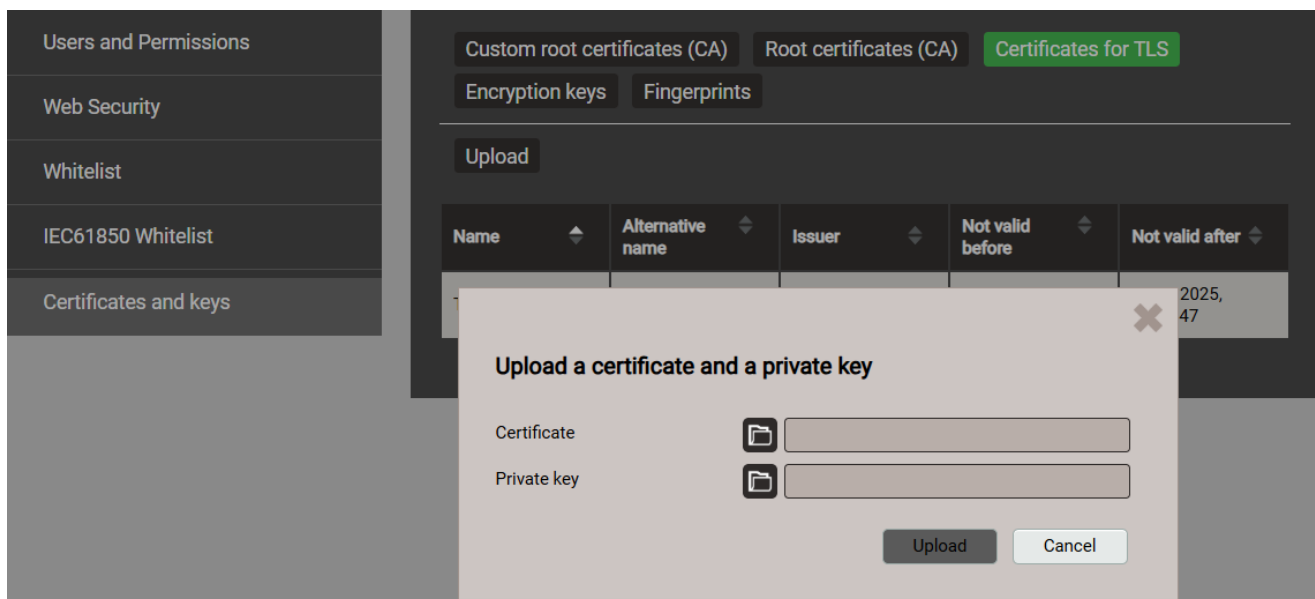 Users and Permissions
Web Security
Whitelist
IEC61850 Whitelist
Certificates and keys
Custom root certificates (CA) Root certificates (CA) Certificates for TLS
Encryption keys Fingerprints
Upload
Name Alternative name Issuer Not valid before Not valid after
2025,
47
Upload a certificate and a private key
Certificate
Private key
Upload Cancel